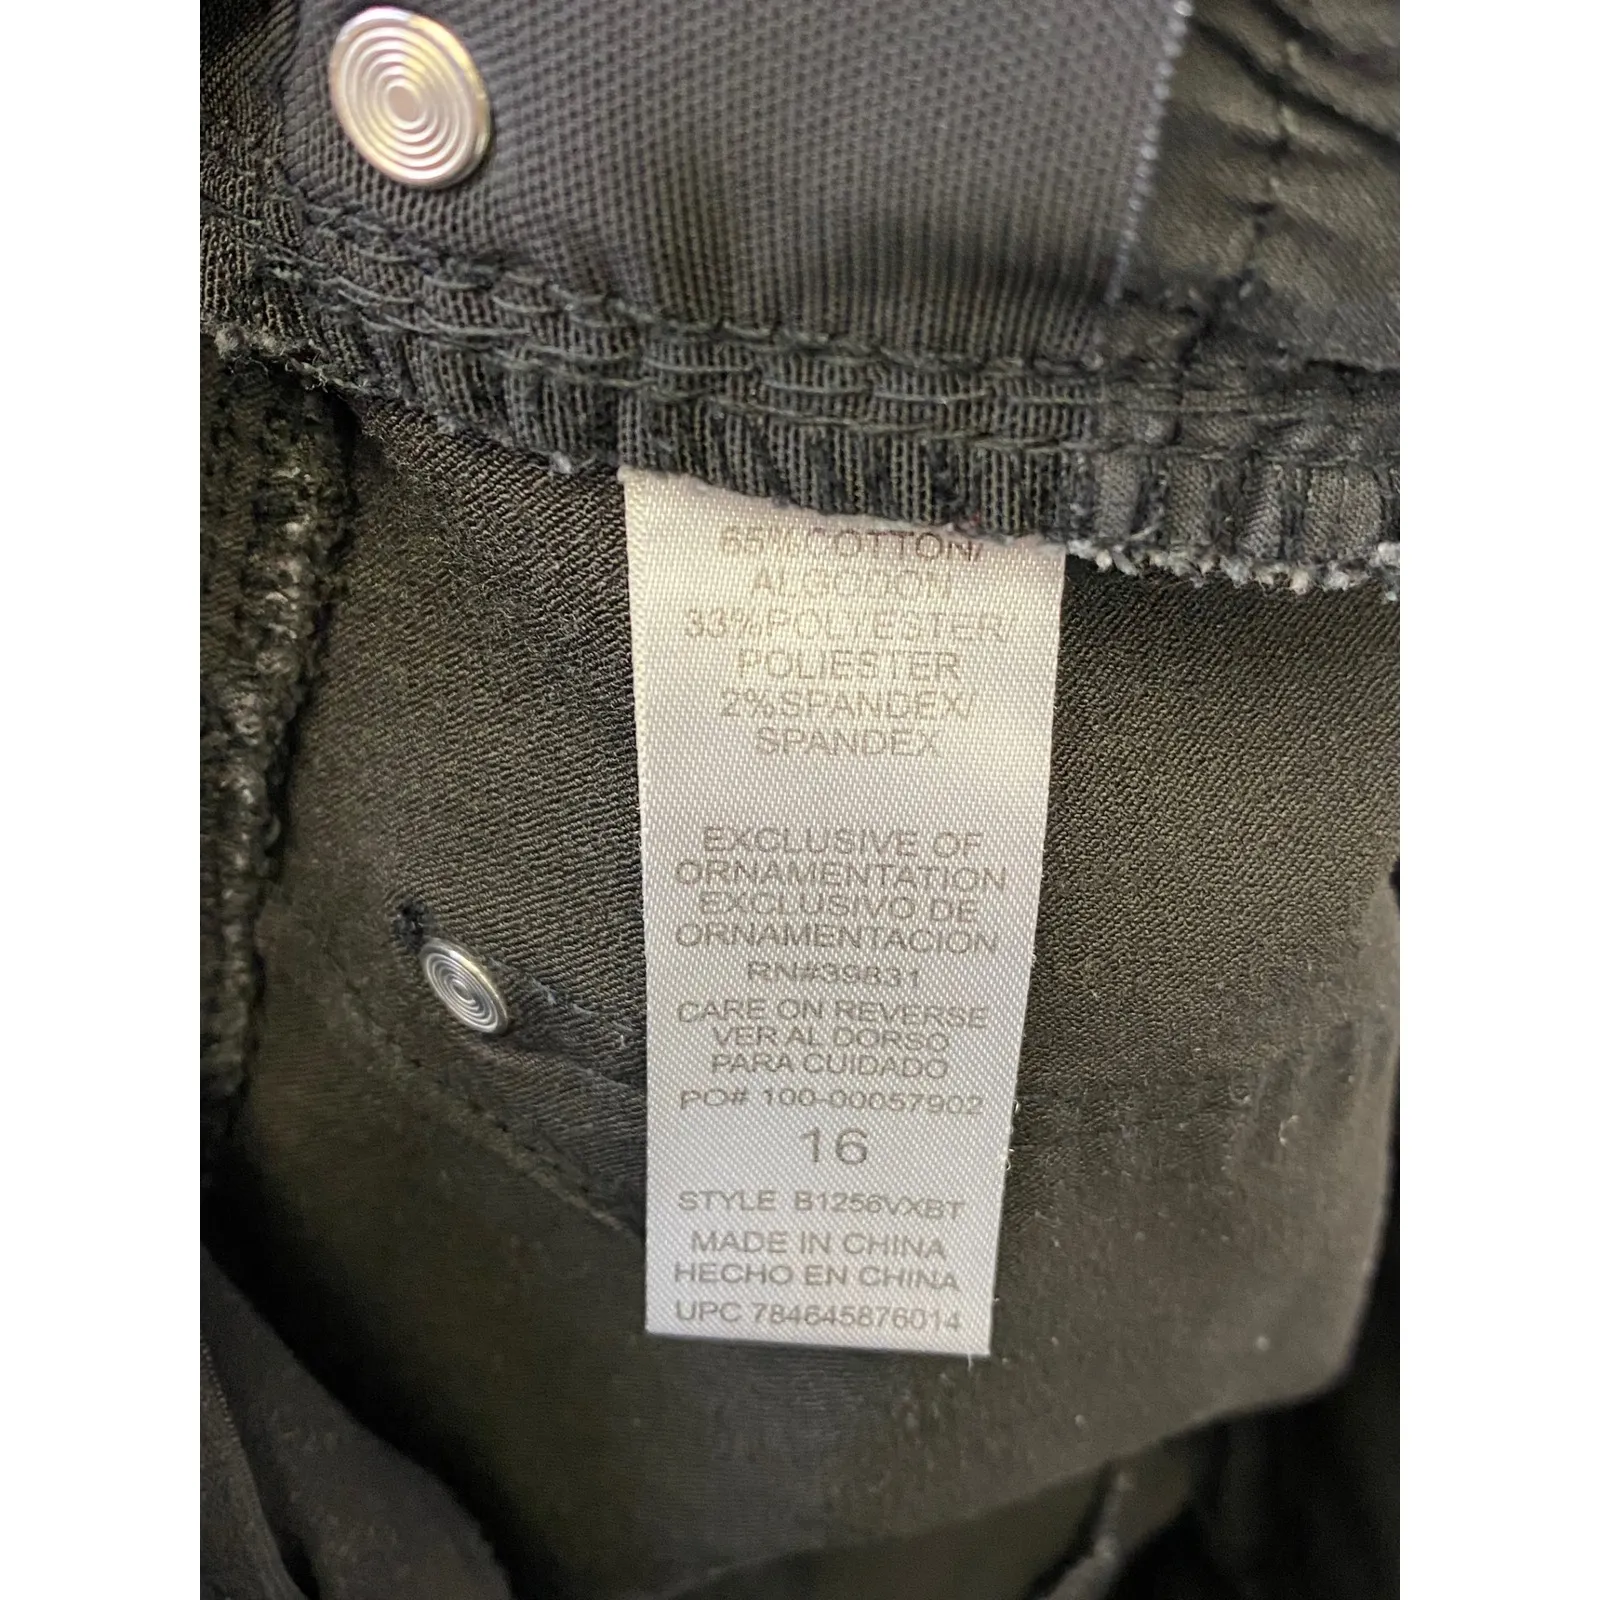 65% COTTON/
ALGODON
33%POLYESTER
POLIESTER
2%SPANDEX/
SPANDEX
EXCLUSIVE OF
ORNAMENTATION
EXCLUSIVO DE
ORNAMENTACION
RN#39831
CARE ON REVERSE
VER AL DORSO
PARA CUIDADO
PO# 100-00057902
16
STYLE B1256VXBT
MADE IN CHINA
HECHO EN CHINA
UPC 784645876014